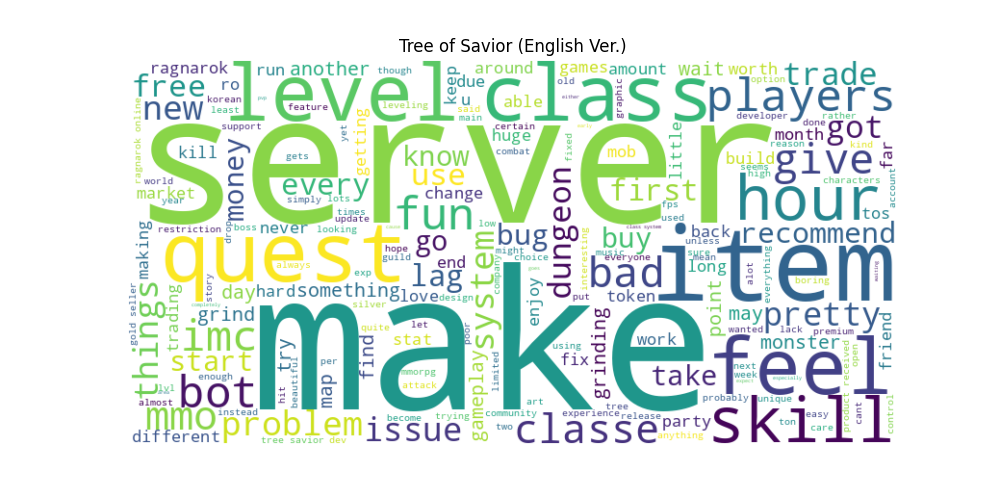 Tree of Savior (English Ver.)
ragnarok run another though around games amount wait worth trade
free ro korean feature keep due u said main able old option graphic developer rather players
new least leveling level class
server
support yet getting huge certain combat fixed mob little build month done reason kind got far
kill gets know use every first seems high give characters
ragnarok online world market year money simply lots times change fun dungeon hour account
restriction drop boss never update looking low might choice music everyone class system fps used back recommend tos
quest hope go end guild bug buy unless sure mean
making always exp lag system company interesting bad long alot everything boring item waiting
gold seller story completely day hard something love design enjoy put token point
things trading grind silver quite let poor using work may pretty wanted lack premium
imc try find stat limited grinding fix monster friend
start map per mmorpg make take feel next week open
lvl enough hit beautiful attack gameplay art experience release tree probably unique product received cant control
almost bot instead become trying community party skill easy
mmo problem issue two classe anything ton care
different tree savior dev